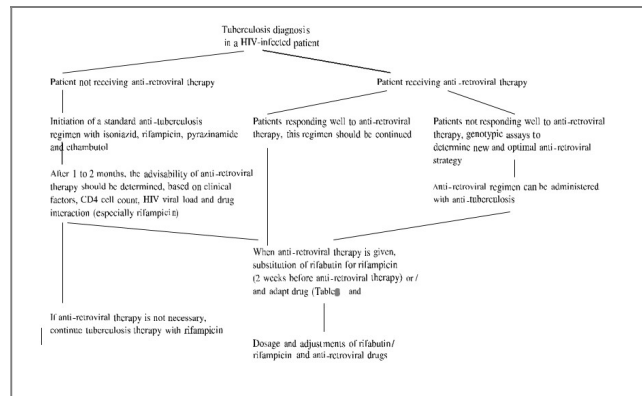 Tuberculosis diagnosis
in a HIV-infected patient
Patient not receiving anti-retroviral therapy
Patient receiving anti-retroviral therapy
Initiation of a standard anti-tuberculosis
regimen with isoniazid, rifampicin, pyrazinamide
and ethambutol
Patients responding well to anti-retroviral
therapy, this regimen should be continued
Patients not responding well to anti-retroviral
therapy, genotypic assays to
determine new and optimal anti-retroviral
strategy
After 1 to 2 months, the advisability of anti-retroviral
therapy should be determined, based on clinical
factors, CD4 cell count, HIV viral load and drug
interaction (especially rifampicin)
Anti-retroviral regimen can be administered
with anti-tuberculosis
When anti-retroviral therapy is given,
substitution of rifabutin for rifampicin
(2 weeks before anti-retroviral therapy) or /
and adapt drug (Table and
If anti-retroviral therapy is not necessary,
continue tuberculosis therapy with rifampicin
Dosage and adjustments of rifabutin/
rifampicin and anti-retroviral drugs